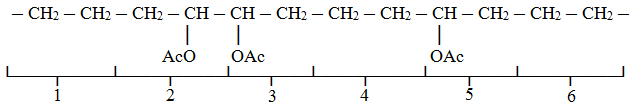 – CH₂ – CH₂ – CH₂ – CH – CH – CH₂ – CH₂ – CH₂ – CH – CH₂ – CH₂ – CH₂ –
AcO OAc OAc
1 2 3 4 5 6